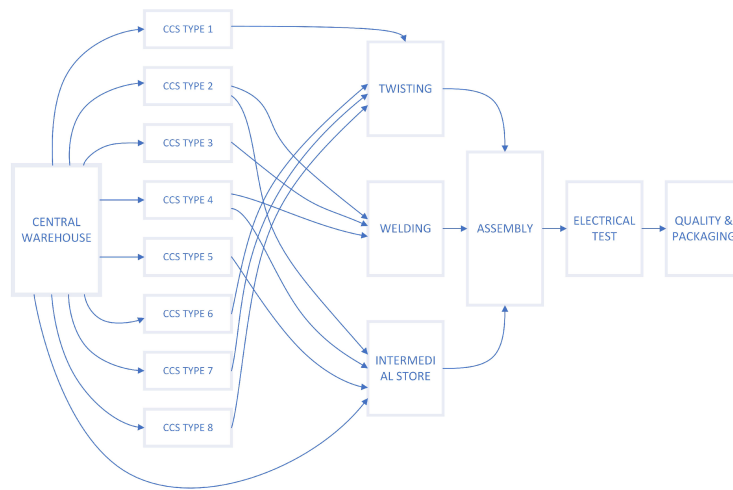 CCS TYPE 1
CCS TYPE 2
CCS TYPE 3
CCS TYPE 4
CCS TYPE 5
CCS TYPE 6
CCS TYPE 7
CCS TYPE 8
CENTRAL
WAREHOUSE
TWISTING
WELDING
INTERMEDI
AL STORE
ASSEMBLY
ELECTRICAL
TEST
QUALITY &
PACKAGING